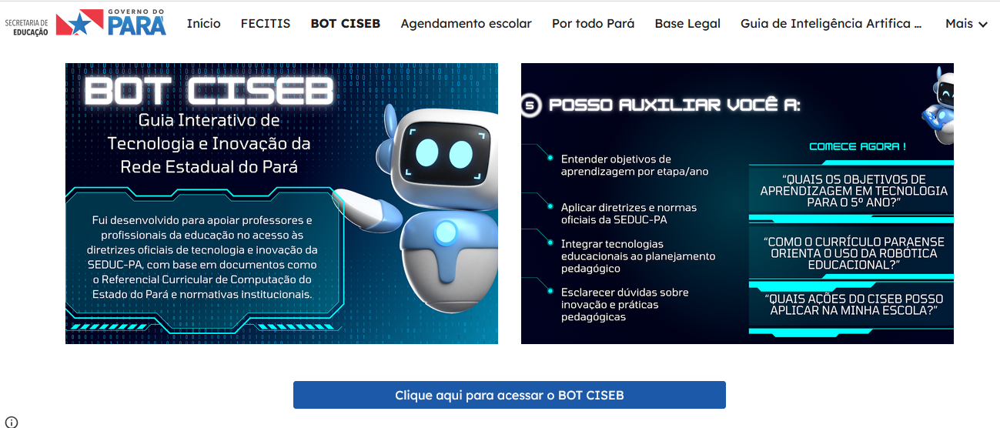 SECRETARIA DE
EDUCAÇÃO
GOVERNO DO
PARÁ
Início
FECITIS
BOT CISEB
Agendamento escolar
Por todo Pará
Base Legal
Guia de Inteligência Artifica ...
Mais
BOT CISEB
Guia Interativo de
Tecnologia e Inovação da
Rede Estadual do Pará
Fui desenvolvido para apoiar professores e
profissionais da educação no acesso às
diretrizes oficiais de tecnologia e inovação da
SEDUC-PA, com base em documentos como
o Referencial Curricular de Computação do
Estado do Pará e normativas institucionais.
5 POSSO AUXILIAR VOCÊ A:
Entender objetivos de
aprendizagem por etapa/ano
Aplicar diretrizes e normas
oficiais da SEDUC-PA
Integrar tecnologias
educacionais ao planejamento
pedagógico
Esclarecer dúvidas sobre
inovação e práticas
pedagógicas
COMECE AGORA !
“QUAIS OS OBJETIVOS DE
APRENDIZAGEM EM TECNOLOGIA
PARA O 5º ANO?”
“COMO O CURRÍCULO PARAENSE
ORIENTA O USO DA ROBÓTICA
EDUCACIONAL?”
“QUAIS AÇÕES DO CISEB POSSO
APLICAR NA MINHA ESCOLA?”
Clique aqui para acessar o BOT CISEB